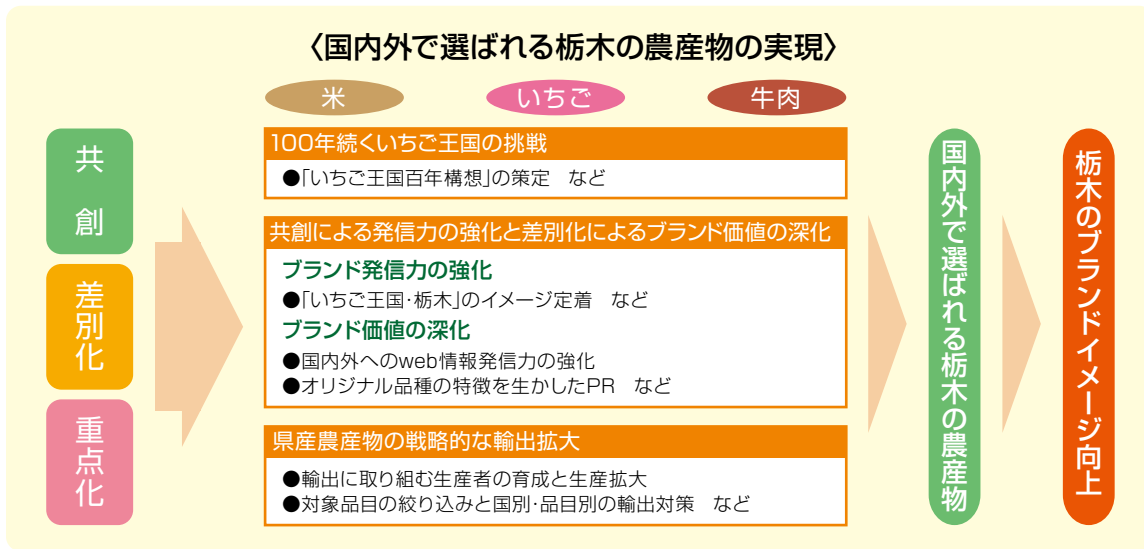 〈国内外で選ばれる栃木の農産物の実現〉
米
いちご
牛肉
共創
差別化
重点化
100年続くいちご王国の挑戦
●「いちご王国百年構想」の策定　など
共創による発信力の強化と差別化によるブランド価値の深化
ブランド発信力の強化
●「いちご王国・栃木」のイメージ定着　など
ブランド価値の深化
●国内外へのweb情報発信力の強化
●オリジナル品種の特徴を生かしたPR　など
県産農産物の戦略的な輸出拡大
●輸出に取り組む生産者の育成と生産拡大
●対象品目の絞り込みと国別・品目別の輸出対策　など
国内外で選ばれる栃木の農産物
栃木のブランドイメージ向上